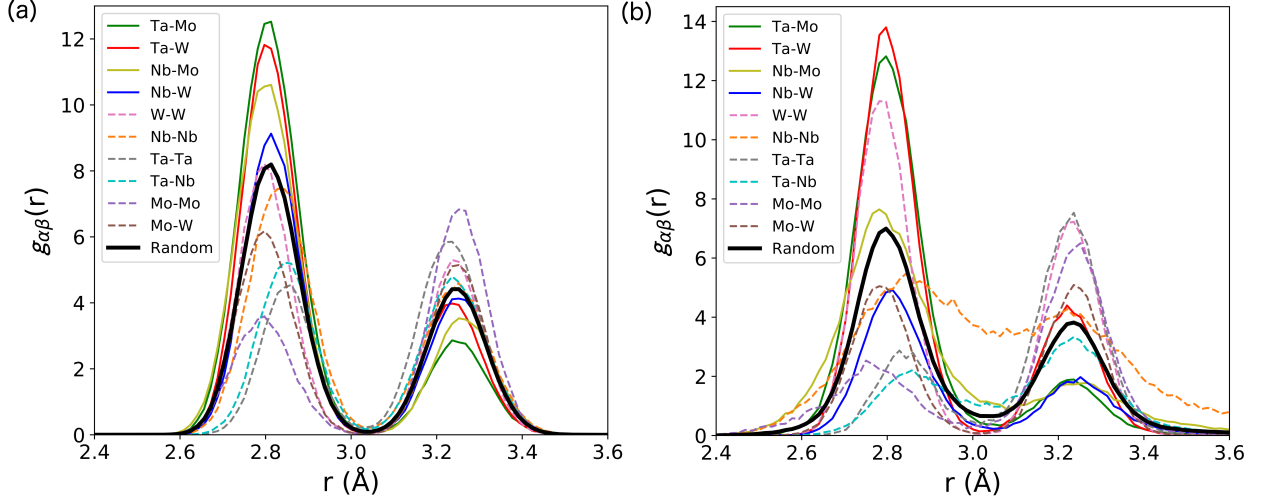 (a)
Ta-Mo
Ta-W
Nb-Mo
Nb-W
W-W
Nb-Nb
Ta-Ta
Ta-Nb
Mo-Mo
Mo-W
Random
12
10
8
6
4
2
0
gαβ(r)
2.4 2.6 2.8 3.0 3.2 3.4 3.6
r (Å)
(b)
Ta-Mo
Ta-W
Nb-Mo
Nb-W
W-W
Nb-Nb
Ta-Ta
Ta-Nb
Mo-Mo
Mo-W
Random
14
12
10
8
6
4
2
0
gαβ(r)
2.4 2.6 2.8 3.0 3.2 3.4 3.6
r (Å)